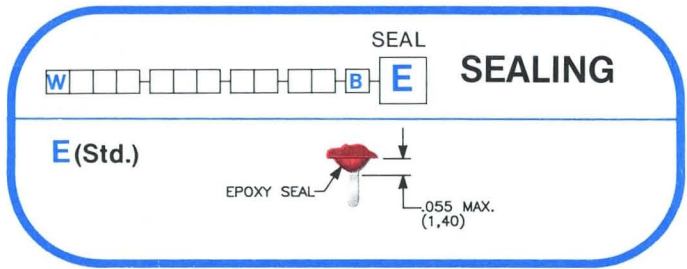 SEAL
W B E SEALING
E (Std.)
EPOXY SEAL
.055 MAX.
(1,40)